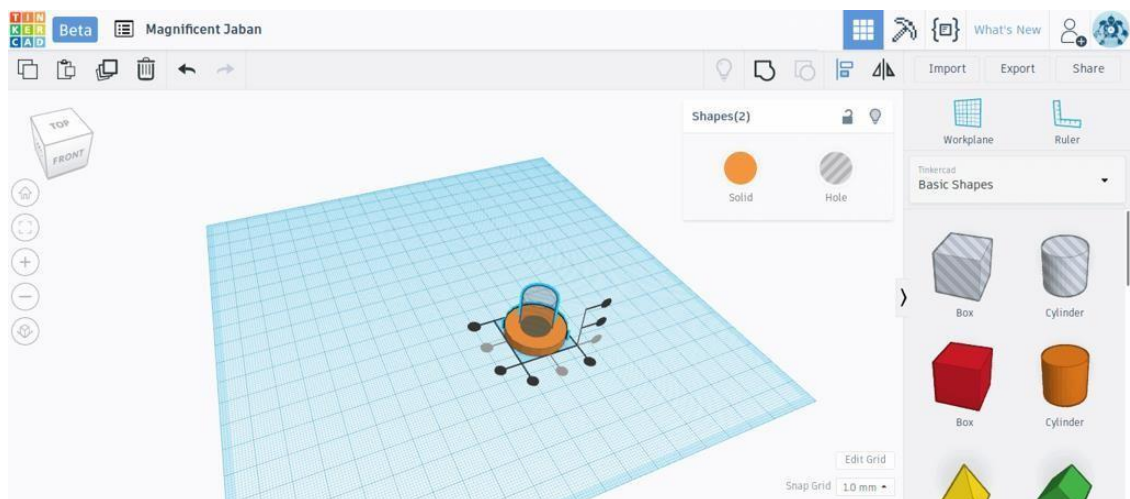 TIN
KER
CAD
Beta
Magnificent Jaban
What's New
Import Export Share
TOP
FRONT
Shapes(2)
Solid Hole
Workplane Ruler
Tinkercad
Basic Shapes
Box Cylinder
Box Cylinder
Edit Grid
Snap Grid 1.0 mm